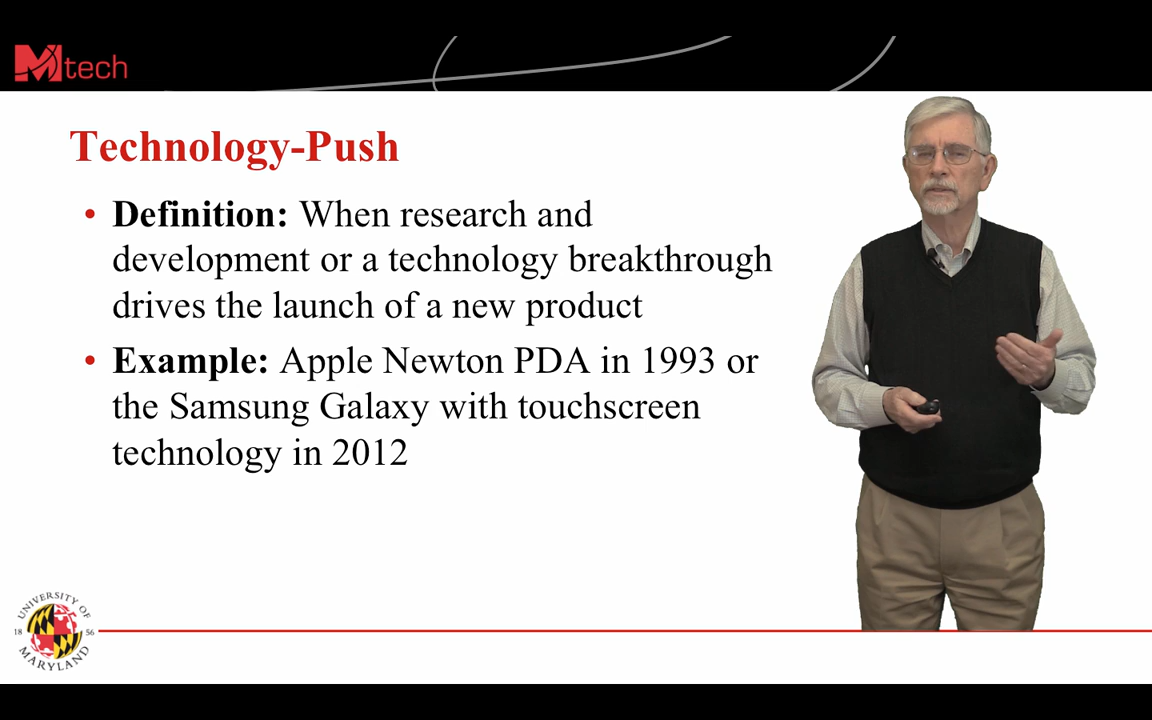 Mtech
Technology-Push
• Definition: When research and
development or a technology breakthrough
drives the launch of a new product
• Example: Apple Newton PDA in 1993 or
the Samsung Galaxy with touchscreen
technology in 2012
UNIVERSITY OF
18 56
MARYLAND